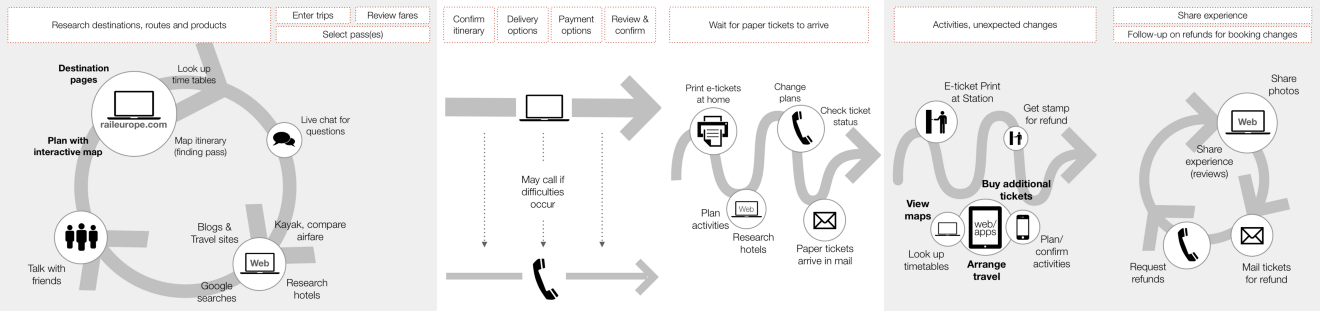 Research destinations, routes and products
Enter trips
Review fares
Select pass(es)
Destination
pages
Look up
time tables
raileurope.com
Live chat for
questions
Plan with
interactive map
Map itinerary
(finding pass)
Blogs &
Travel sites
Kayak, compare
airfare
Web
Talk with
friends
Google
searches
Research
hotels
Confirm
itinerary
Delivery
options
Payment
options
Review &
confirm
May call if
difficulties
occur
Wait for paper tickets to arrive
Print e-tickets
at home
Change
plans
Check ticket
status
Web
Plan
activities
Research
hotels
Paper tickets
arrive in mail
Activities, unexpected changes
E-ticket Print
at Station
Get stamp
for refund
Buy additional
tickets
View
maps
web/
apps
Look up
timetables
Plan/
confirm
activities
Arrange
travel
Share experience
Follow-up on refunds for booking changes
Share
photos
Web
Share
experience
(reviews)
Request
refunds
Mail tickets
for refund